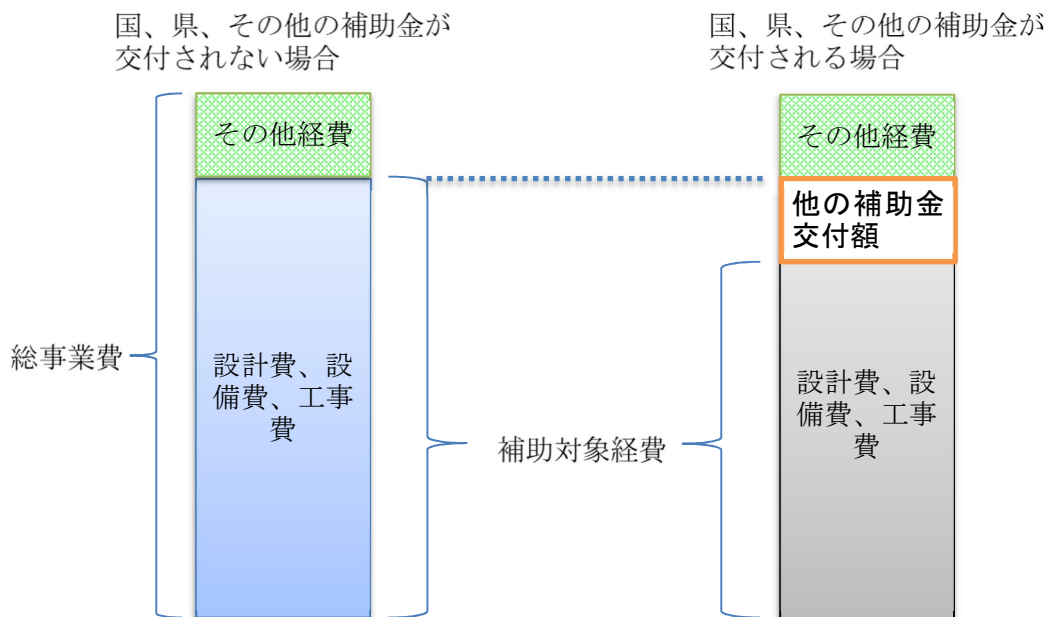 国、県、その他の補助金が
交付されない場合
国、県、その他の補助金が
交付される場合
その他経費
その他経費
他の補助金
交付額
総事業費
設計費、設
備費、工事
費
設計費、設
備費、工事
費
補助対象経費